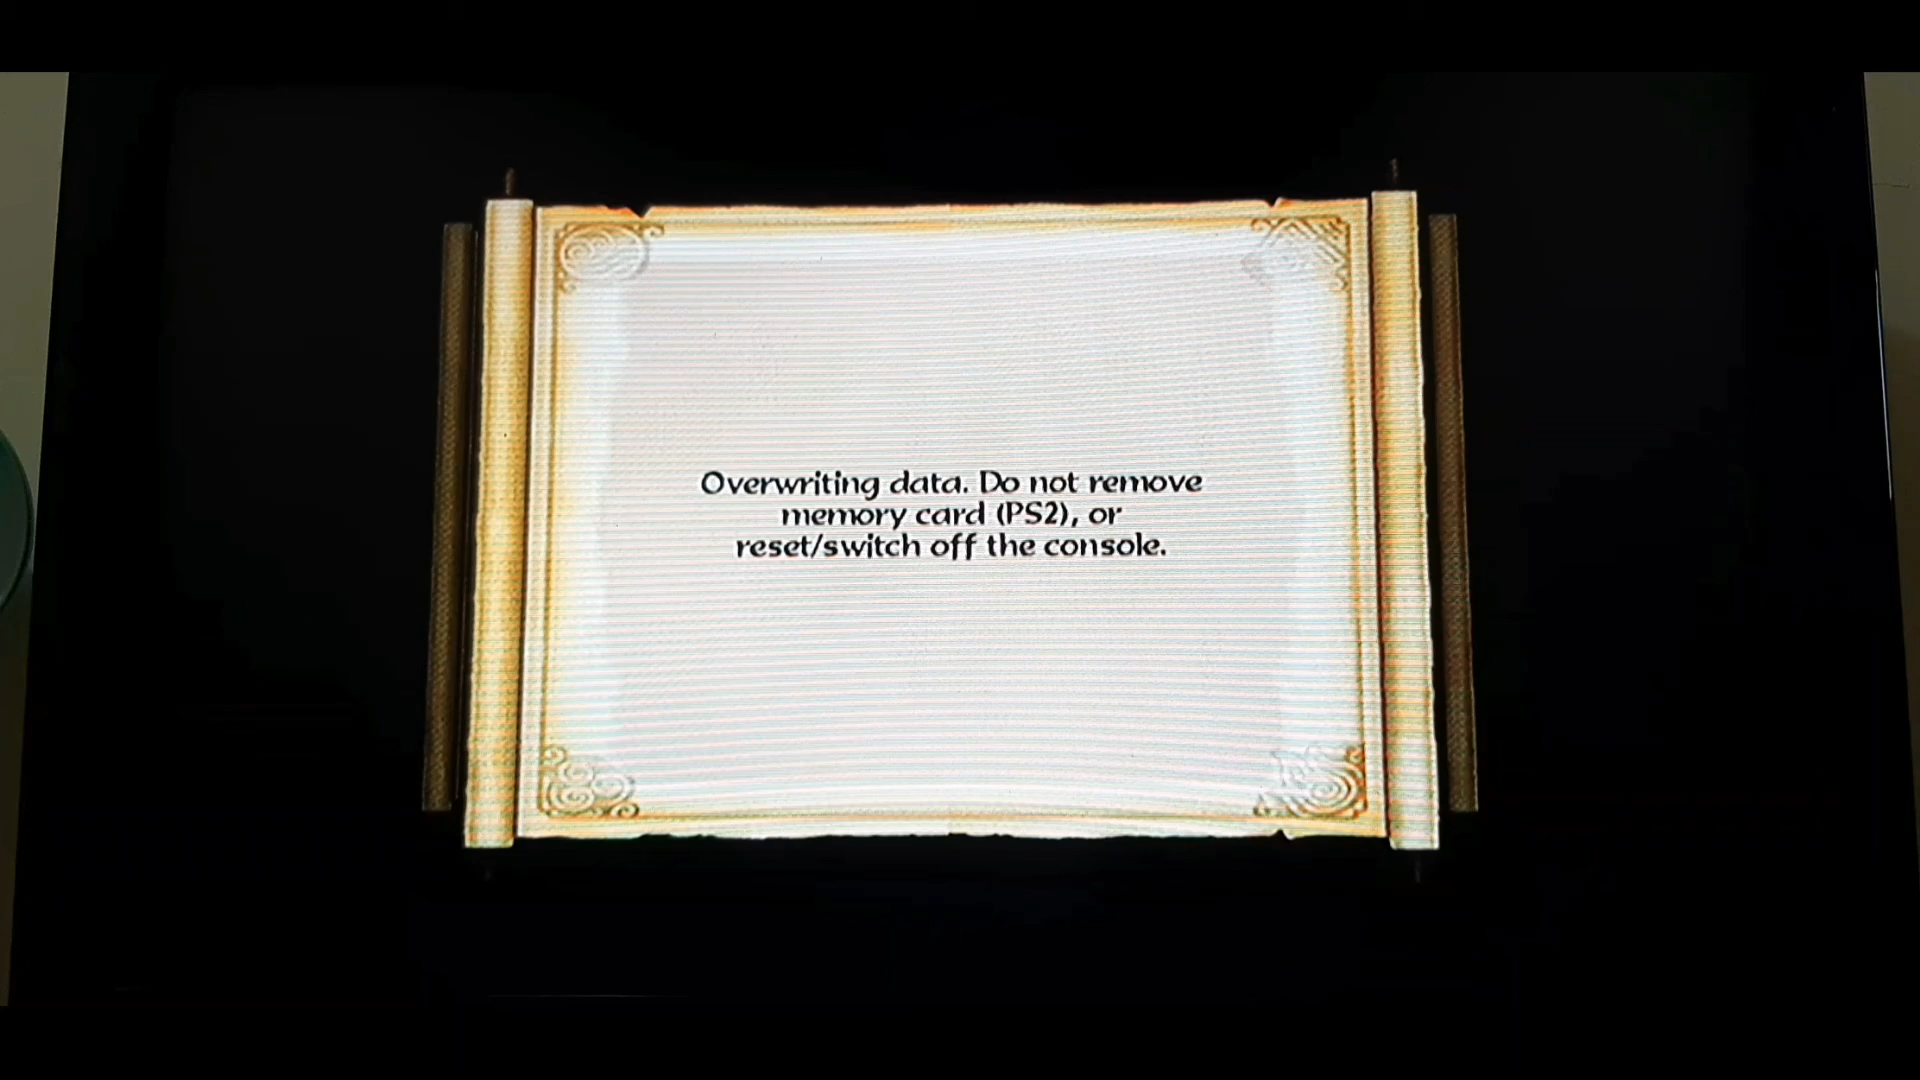 Overwriting data. Do not remove
memory card (PS2), or
reset/switch off the console.